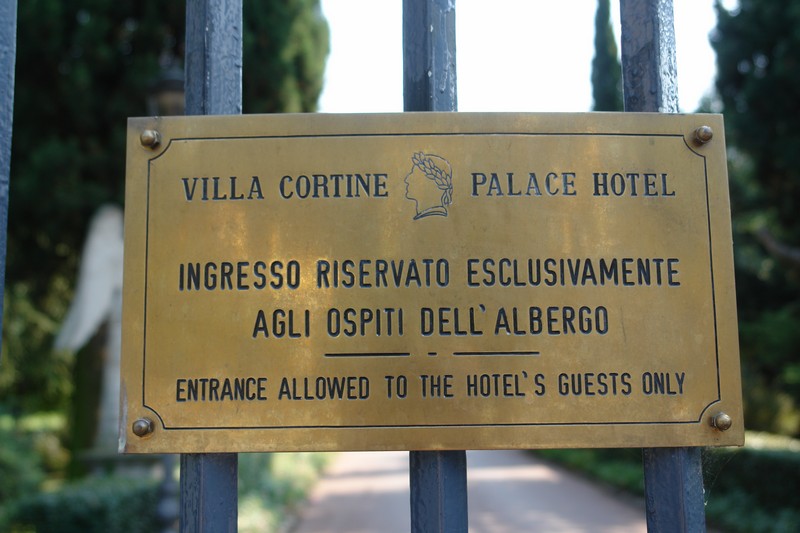 VILLA CORTINE PALACE HOTEL
INGRESSO RISERVATO ESCLUSIVAMENTE
AGLI OSPITI DELL'ALBERGO
ENTRANCE ALLOWED TO THE HOTEL'S GUESTS ONLY